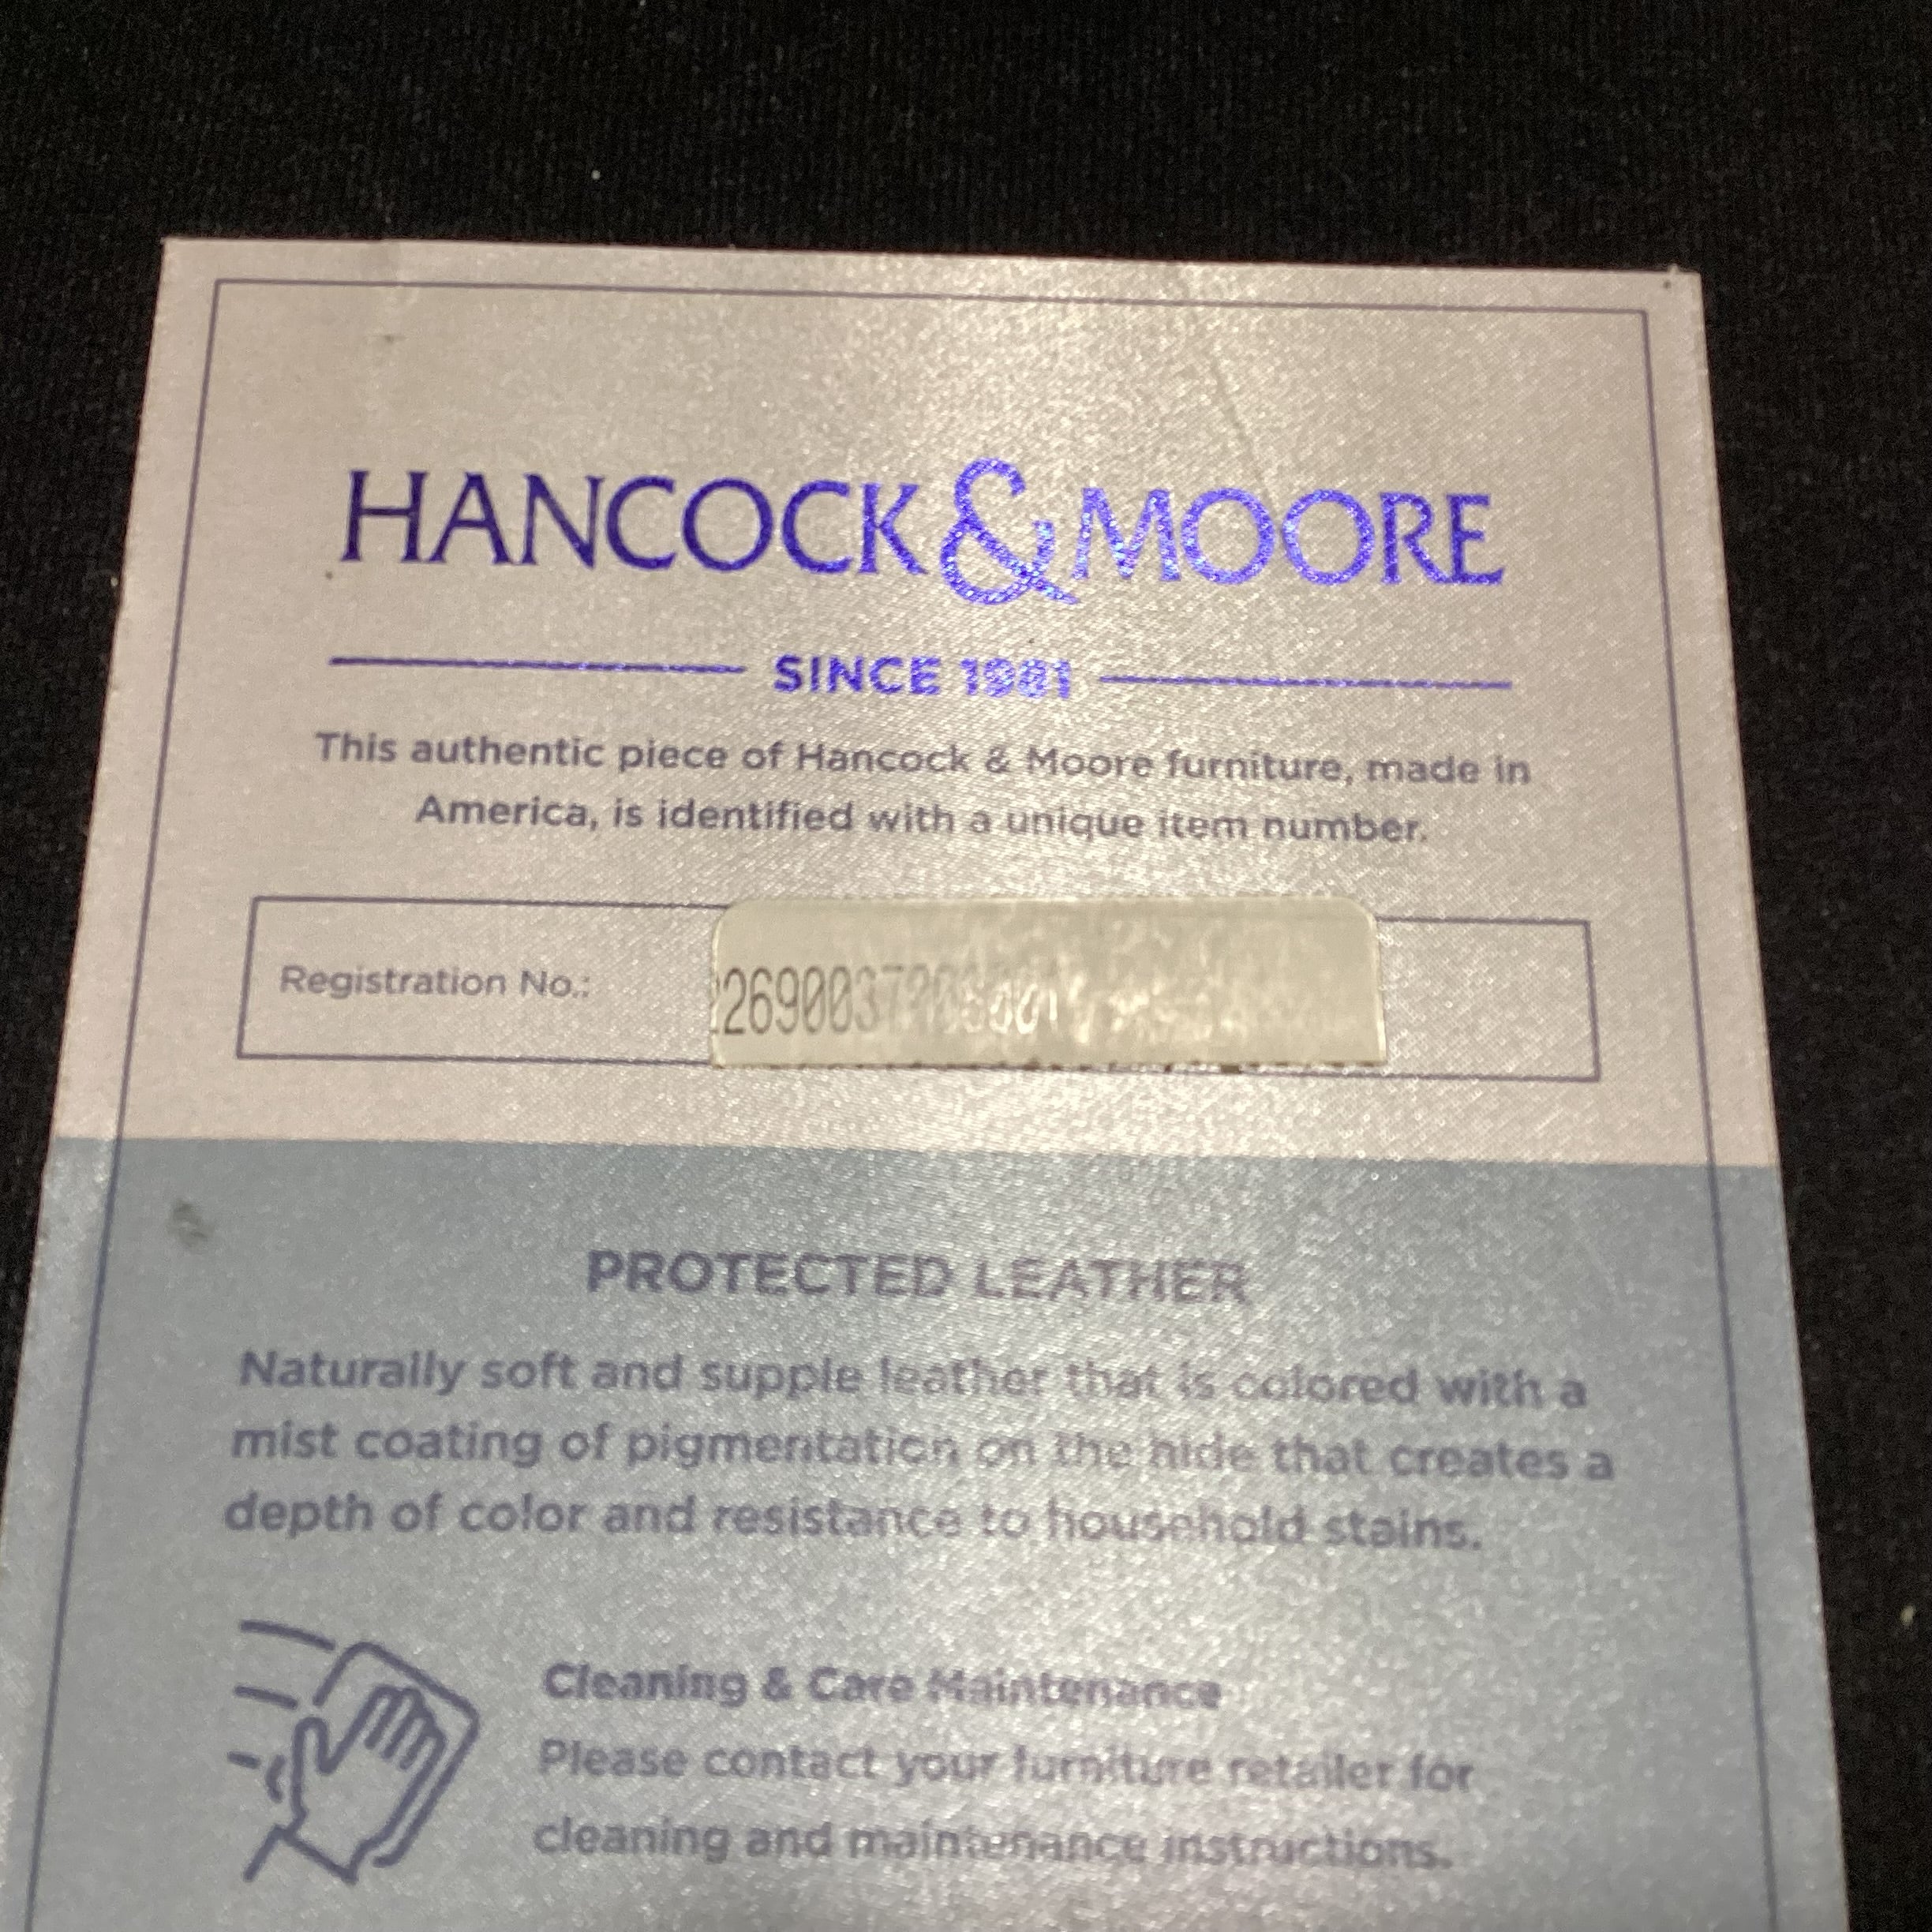 HANCOCK & MOORE
SINCE 1981
This authentic piece of Hancock & Moore furniture, made in
America, is identified with a unique item number.
Registration No.:
PROTECTED LEATHER
Naturally soft and supple leather that is colored with a
mist coating of pigmentation on the hide that creates a
depth of color and resistance to household stains.
Cleaning & Care Maintenance
Please contact your furniture retailer for
cleaning and maintenance instructions.